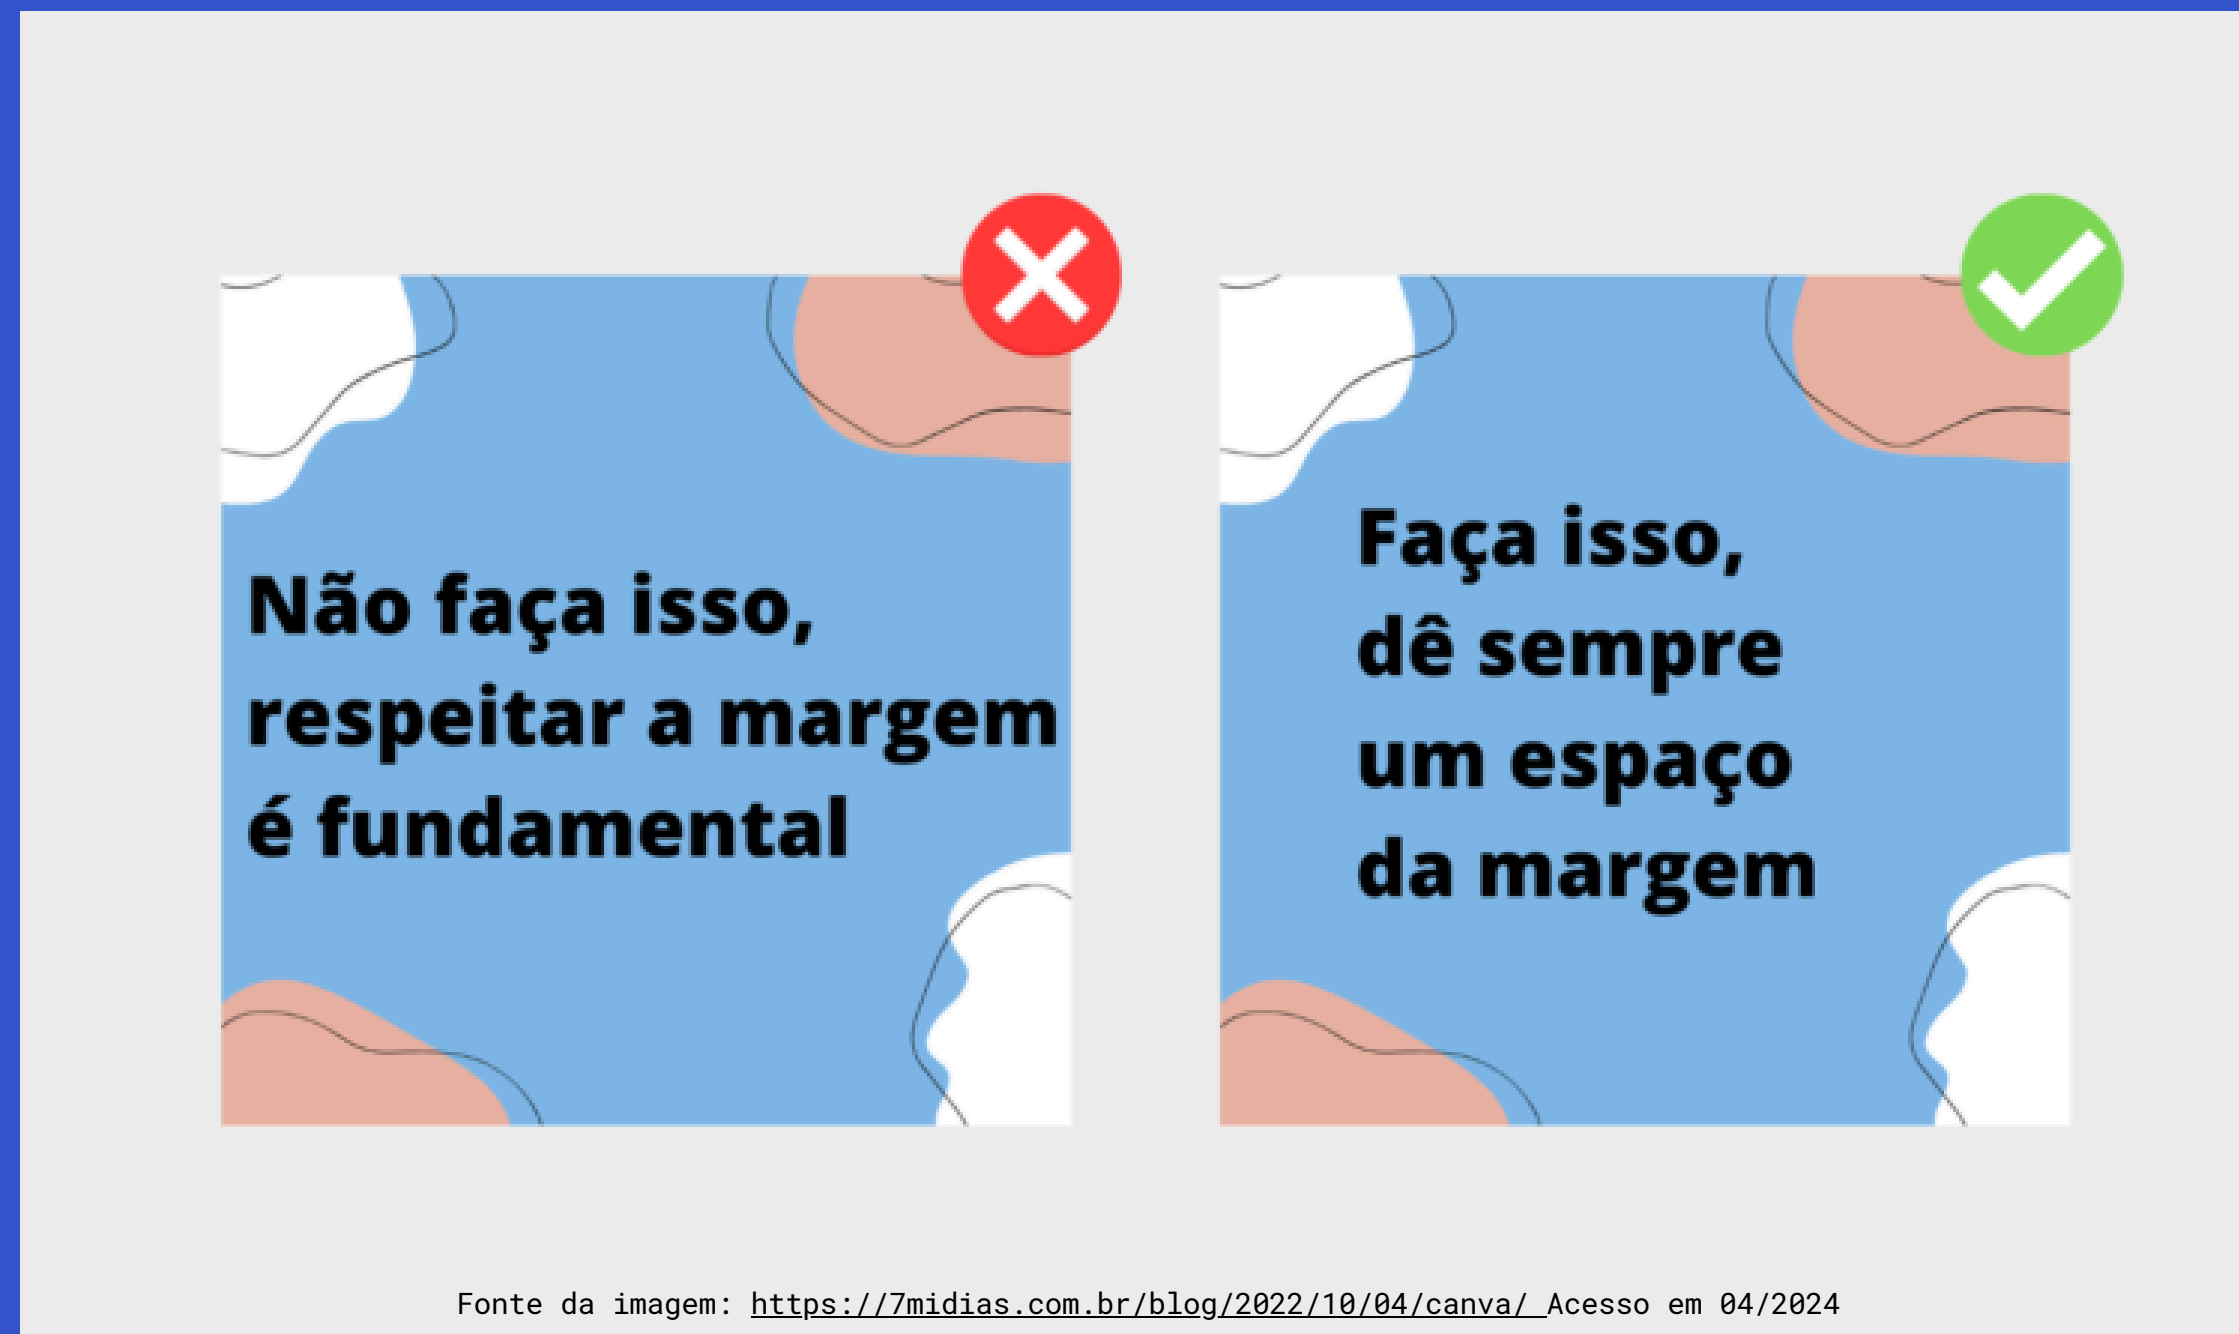 Não faça isso,
respeitar a margem
é fundamental
Faça isso,
dê sempre
um espaço
da margem
Fonte da imagem: https://7midias.com.br/blog/2022/10/04/canva/ Acesso em 04/2024